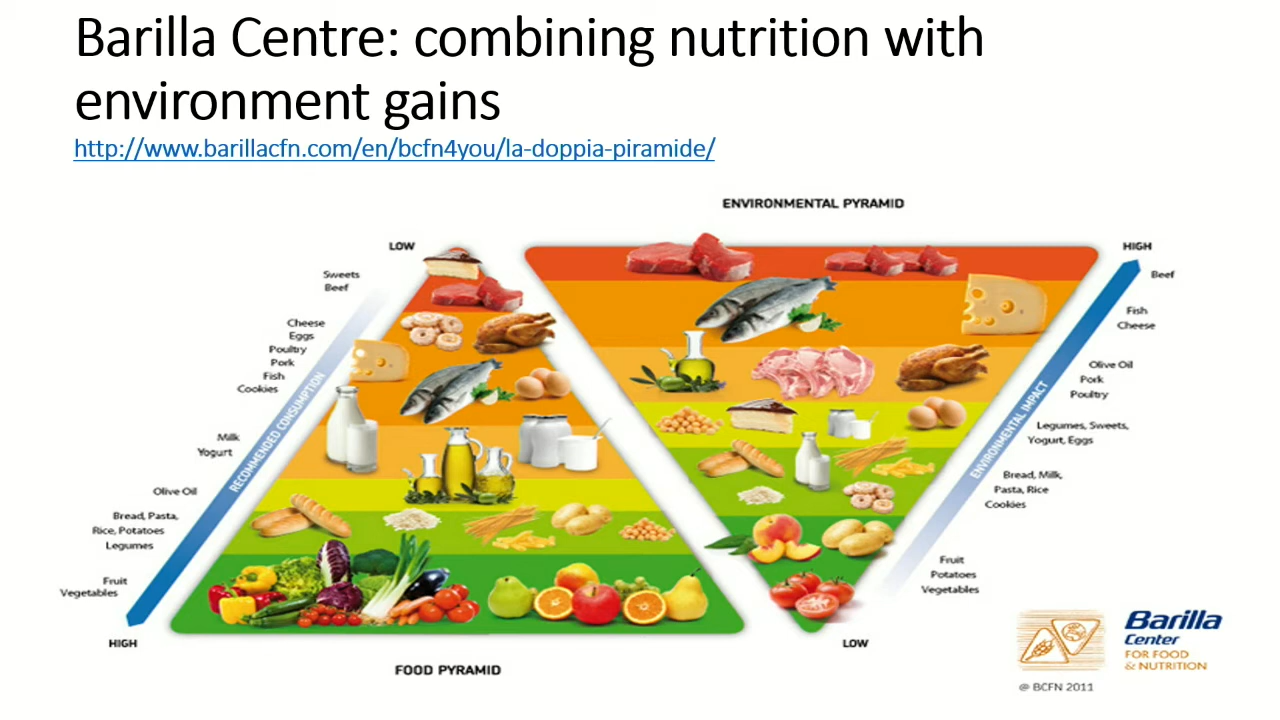 Barilla Centre: combining nutrition with
environment gains
http://www.barillacfn.com/en/bcfn4you/la-doppia-piramide/
ENVIRONMENTAL PYRAMID
LOW
Sweets
Beef
Cheese
Eggs
Poultry
Pork
Fish
Cookies
Milk
Yogurt
Olive Oil
Bread, Pasta,
Rice, Potatoes
Legumes
Fruit
Vegetables
HIGH
RECOMMENDED CONSUMPTION
FOOD PYRAMID
HIGH
Beef
Fish
Cheese
Olive Oil
Pork
Poultry
Legumes, Sweets,
Yogurt, Eggs
Bread, Milk,
Pasta, Rice
Cookies
Fruit
Potatoes
Vegetables
LOW
ENVIRONMENTAL IMPACT
Barilla
Center
FOR FOOD
& NUTRITION
@ BCFN 2011